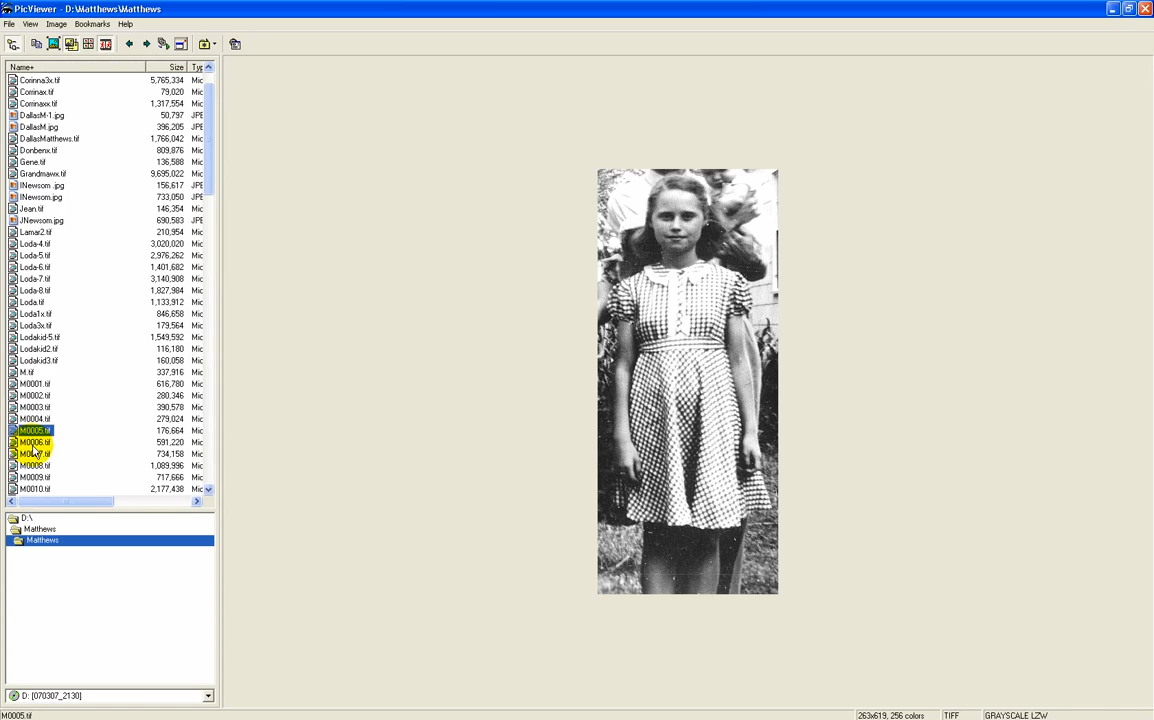 PicViewer - D:\Matthews\Matthews
File View Image Bookmarks Help
Name+ Size Typ
Corinna3x.tif 5,765,334 Mic
Corrinax.tif 79,020 Mic
Corrinaxx.tif 1,317,554 Mic
DallasM-1.jpg 50,797 JPE
DallasM.jpg 396,205 JPE
DallasMatthews.tif 1,766,042 Mic
Donbenx.tif 809,876 Mic
Gene.tif 136,588 Mic
Grandmawx.tif 9,695,022 Mic
INewsom .jpg 156,617 JPE
INewsom.jpg 733,050 JPE
Jean.tif 146,354 Mic
JNewsom.jpg 690,583 JPE
Lamar2.tif 210,954 Mic
Loda-4.tif 3,020,020 Mic
Loda-5.tif 2,976,262 Mic
Loda-6.tif 1,401,682 Mic
Loda-7.tif 3,140,908 Mic
Loda-8.tif 1,827,984 Mic
Loda.tif 1,133,912 Mic
Loda1x.tif 846,658 Mic
Loda3x.tif 179,564 Mic
Lodakid-5.tif 1,549,592 Mic
Lodakid2.tif 116,180 Mic
Lodakid3.tif 160,058 Mic
M.tif 337,916 Mic
M0001.tif 616,780 Mic
M0002.tif 280,346 Mic
M0003.tif 390,578 Mic
M0004.tif 279,024 Mic
M0005.tif 176,664 Mic
M0006.tif 591,220 Mic
M0007.tif 734,158 Mic
M0008.tif 1,089,996 Mic
M0009.tif 717,666 Mic
M0010.tif 2,177,438 Mic
D:\
Matthews
Matthews
D: [070307_2130]
M0005.tif 263x619, 256 colors TIFF GRAYSCALE LZW